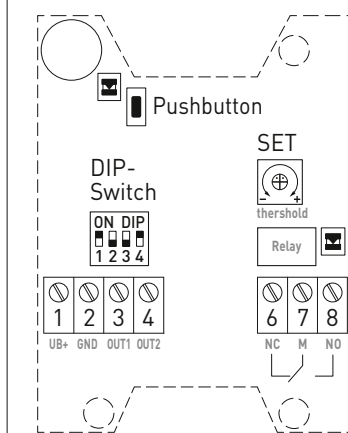 Pushbutton
SET
DIP-
Switch
thershold
ON DIP
1 2 3 4
Relay
1 2 3 4
6 7 8
UB+ GND OUT1 OUT2
NC M NO